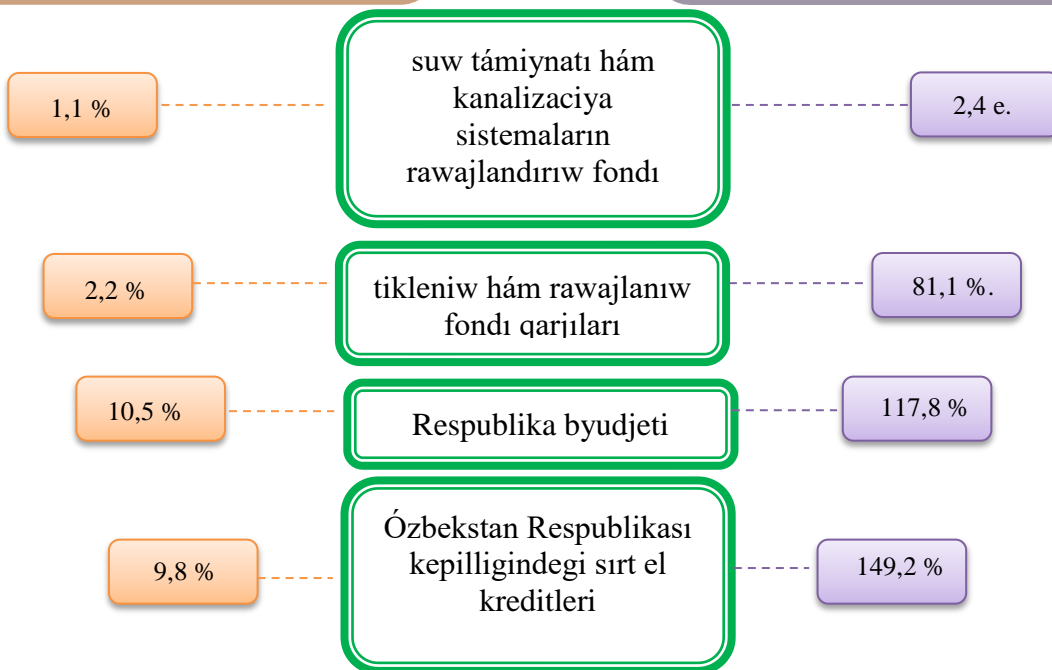 suw támiynatı hám
kanalizaciya
sistemaların
rawajlandırıw fondı
1,1 %
2,4 e.
tikleniw hám rawajlanıw
fondı qarjıları
2,2 %
81,1 %.
Respublika byudjeti
10,5 %
117,8 %
Ózbekstan Respublikası
kepilligindegi sırt el
kreditleri
9,8 %
149,2 %